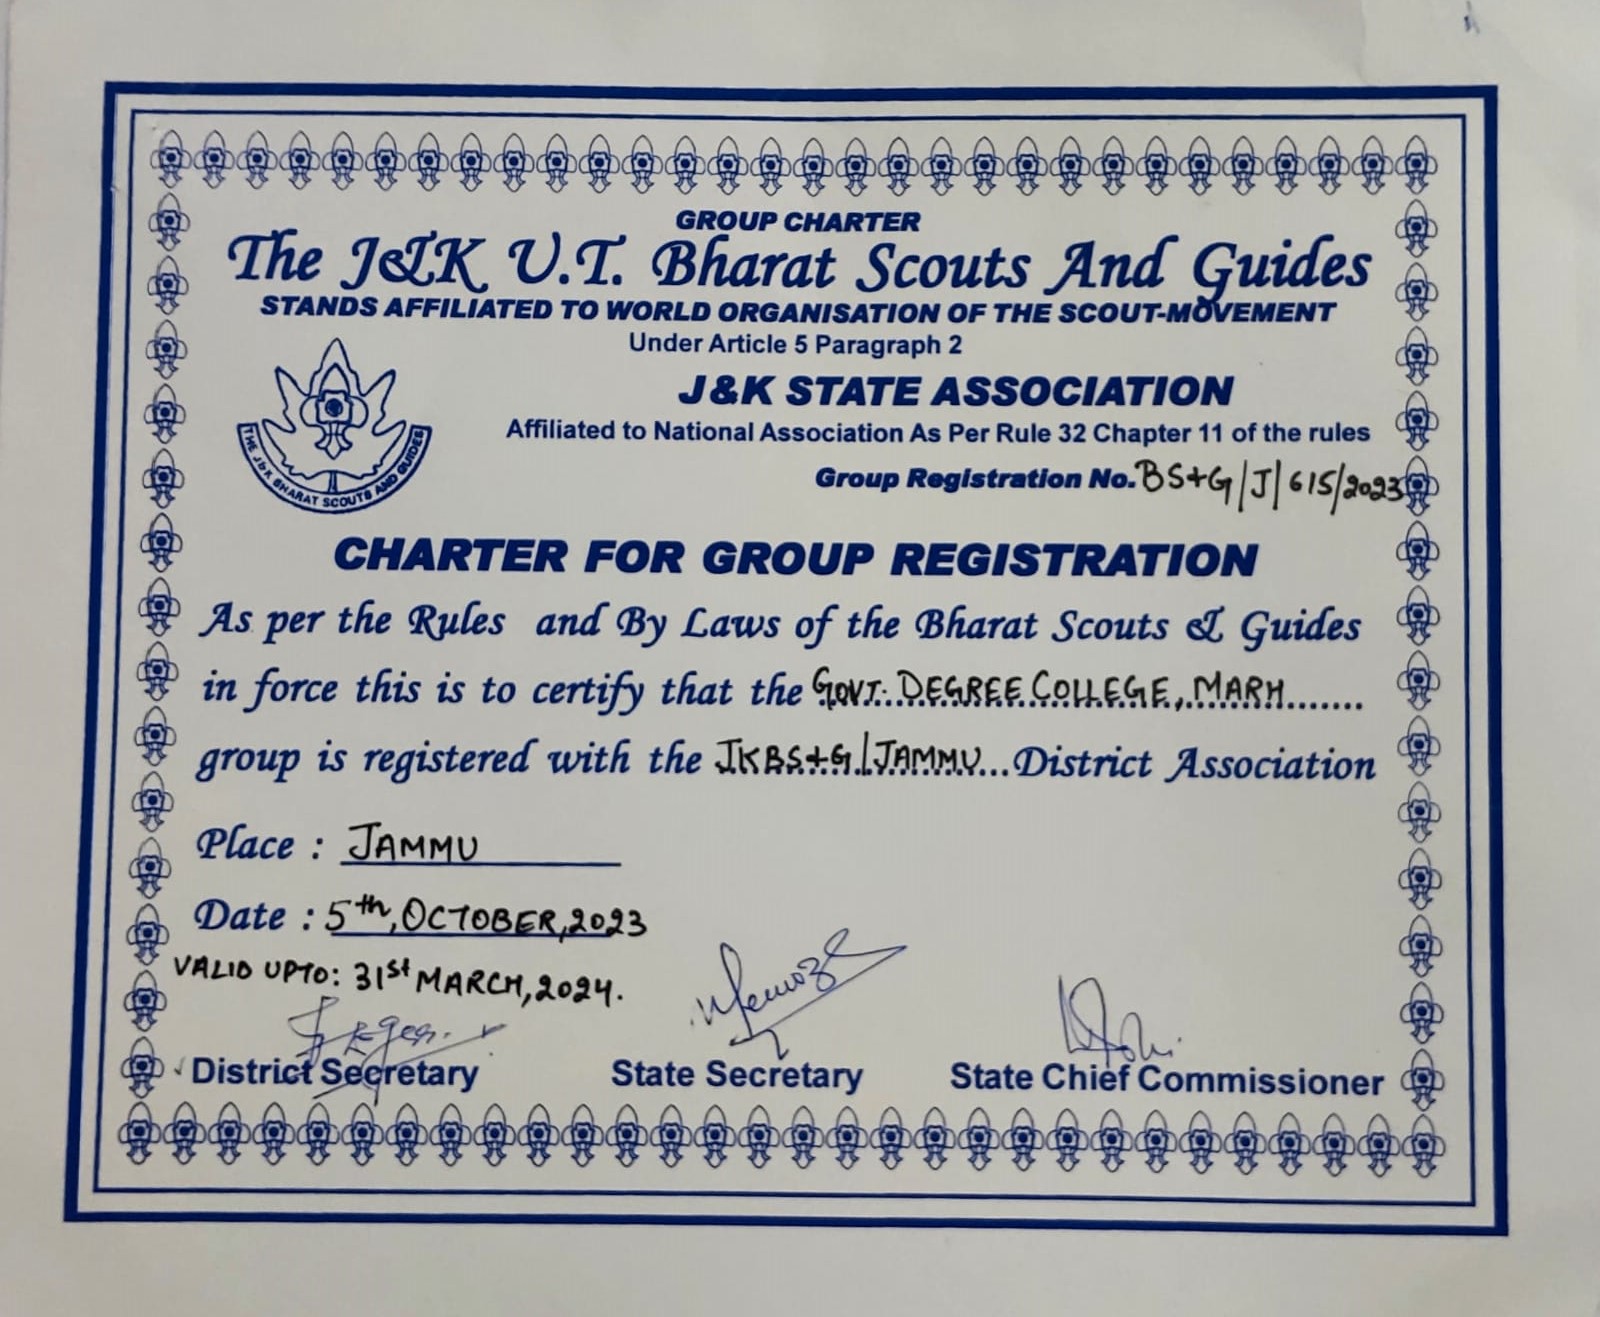 GROUP CHARTER
The J&K U.T. Bharat Scouts And Guides
STANDS AFFILIATED TO WORLD ORGANISATION OF THE SCOUT-MOVEMENT
Under Article 5 Paragraph 2
J&K STATE ASSOCIATION
Affiliated to National Association As Per Rule 32 Chapter 11 of the rules
THE J&K BHARAT SCOUTS AND GUIDES
Group Registration No. BS+G/J/615/2023
CHARTER FOR GROUP REGISTRATION
As per the Rules and By Laws of the Bharat Scouts & Guides
in force this is to certify that the GOVT. DEGREE COLLEGE, MARH
group is registered with the JKBS+G/JAMMU District Association
Place : JAMMU
Date : 5th, OCTOBER, 2023
VALID UPTO: 31st MARCH, 2024.
District Secretary State Secretary State Chief Commissioner